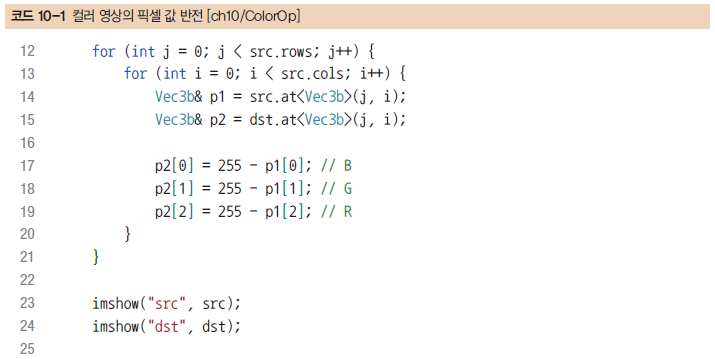 코드 10-1 컬러 영상의 픽셀 값 반전 [ch10/ColorOp]
12 for (int j = 0; j < src.rows; j++) {
13 for (int i = 0; i < src.cols; i++) {
14 Vec3b& p1 = src.at<Vec3b>(j, i);
15 Vec3b& p2 = dst.at<Vec3b>(j, i);
16
17 p2[0] = 255 - p1[0]; // B
18 p2[1] = 255 - p1[1]; // G
19 p2[2] = 255 - p1[2]; // R
20 }
21 }
22
23 imshow("src", src);
24 imshow("dst", dst);
25